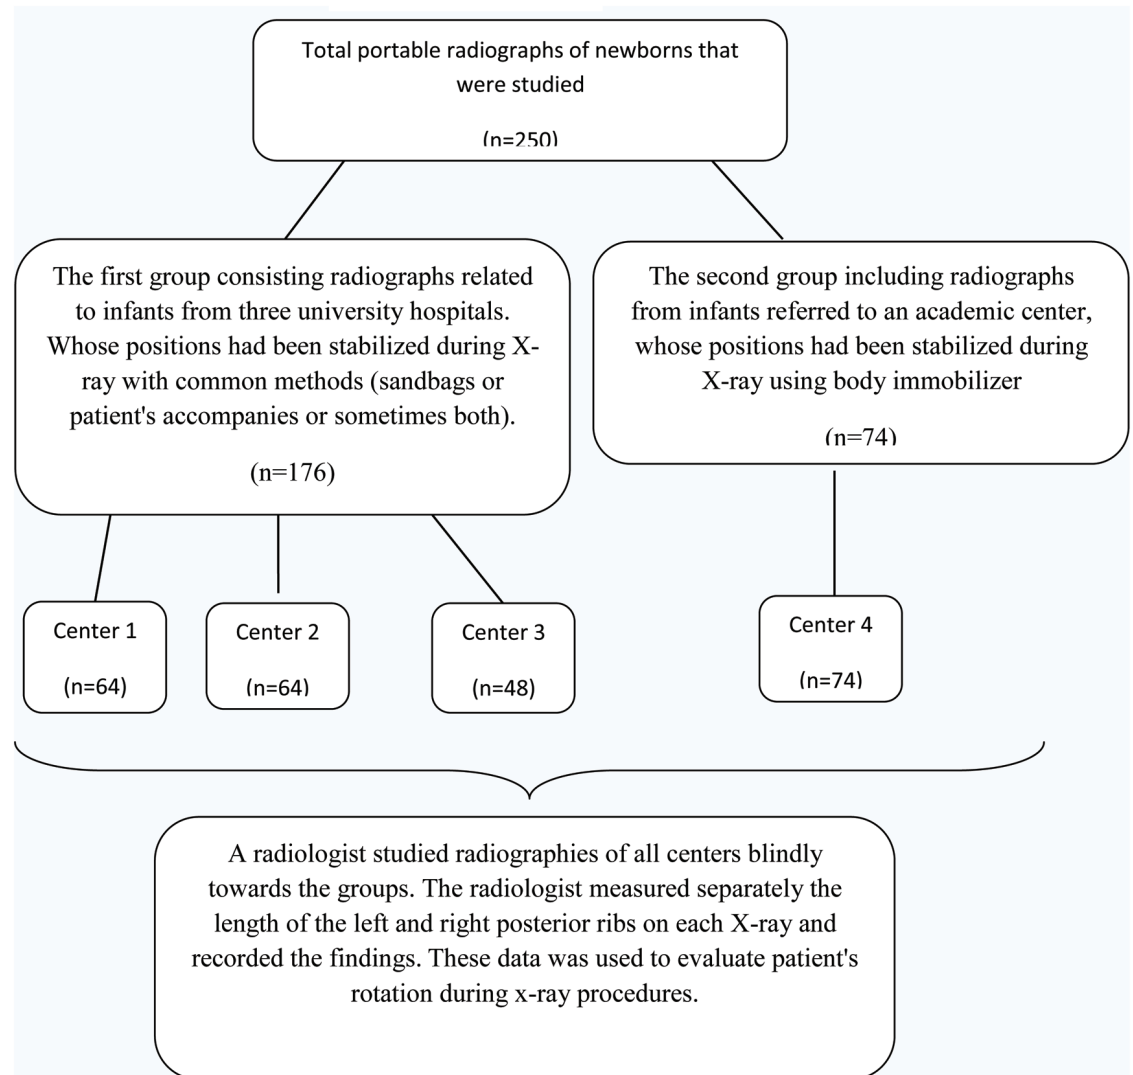 Total portable radiographs of newborns that
were studied
(n=250)
The first group consisting radiographs related
to infants from three university hospitals.
Whose positions had been stabilized during X-
ray with common methods (sandbags or
patient's accompanies or sometimes both).
(n=176)
The second group including radiographs
from infants referred to an academic center,
whose positions had been stabilized during
X-ray using body immobilizer
(n=74)
Center 1
(n=64)
Center 2
(n=64)
Center 3
(n=48)
Center 4
(n=74)
A radiologist studied radiographies of all centers blindly
towards the groups. The radiologist measured separately the
length of the left and right posterior ribs on each X-ray and
recorded the findings. These data was used to evaluate patient's
rotation during x-ray procedures.